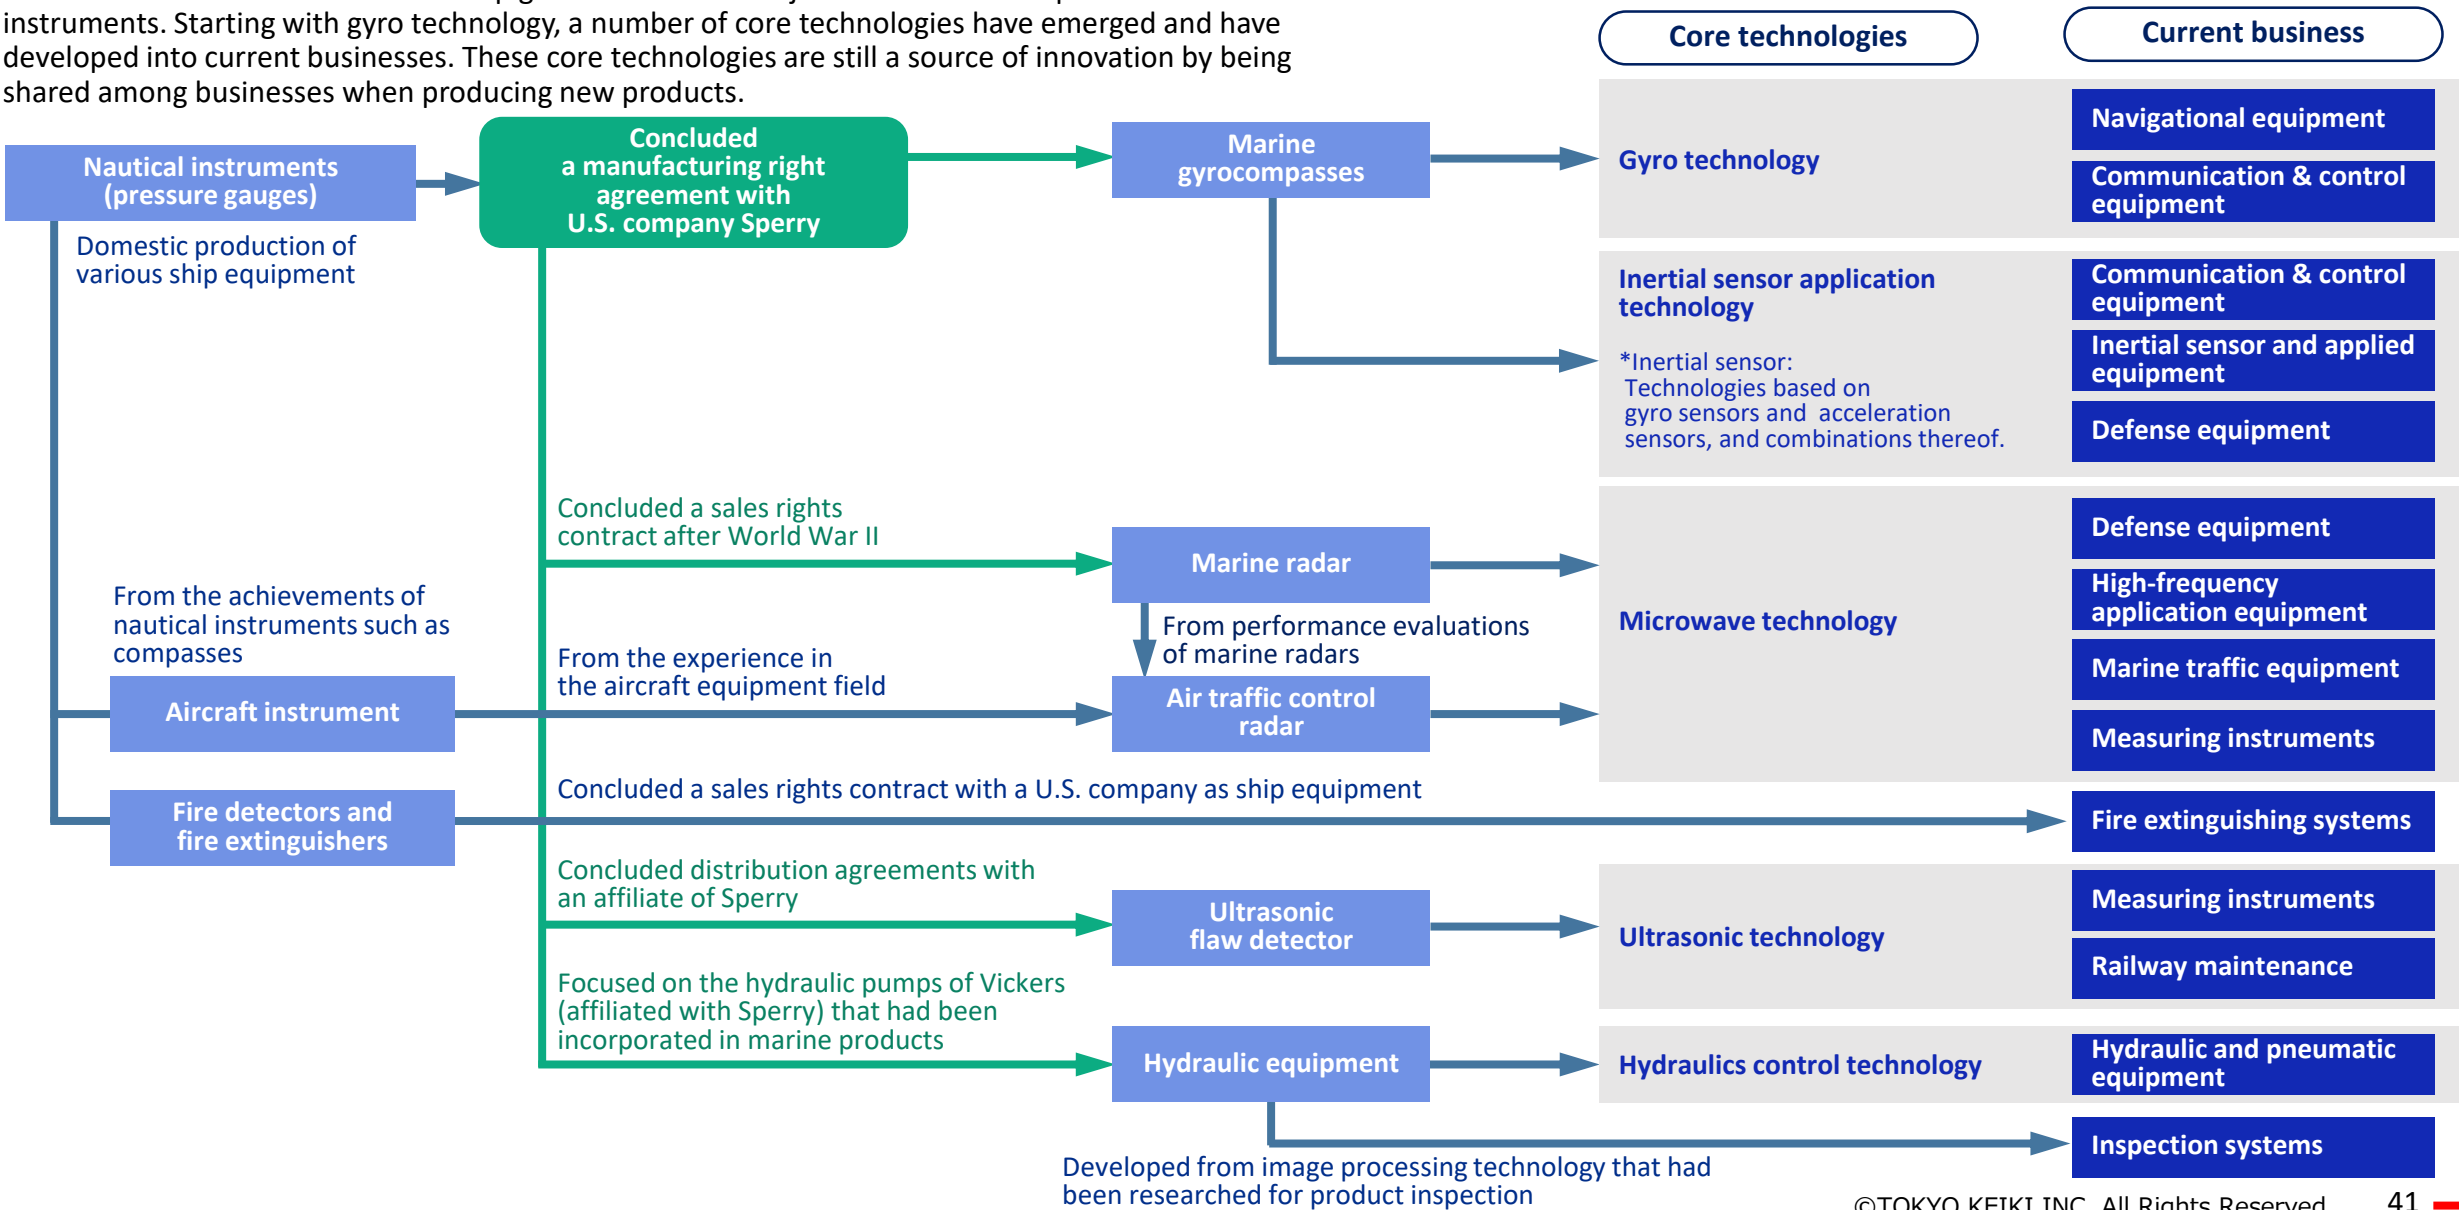 instruments. Starting with gyro technology, a number of core technologies have emerged and have
developed into current businesses. These core technologies are still a source of innovation by being
shared among businesses when producing new products.
Core technologies
Current business
Nautical instruments
(pressure gauges)
Domestic production of
various ship equipment
Concluded
a manufacturing right
agreement with
U.S. company Sperry
Marine
gyrocompasses
Gyro technology
Navigational equipment
Communication & control
equipment
Inertial sensor application
technology
*Inertial sensor:
Technologies based on
gyro sensors and acceleration
sensors, and combinations thereof.
Communication & control
equipment
Inertial sensor and applied
equipment
Defense equipment
Concluded a sales rights
contract after World War II
Marine radar
From performance evaluations
of marine radars
Microwave technology
Defense equipment
High-frequency
application equipment
Marine traffic equipment
Measuring instruments
From the achievements of
nautical instruments such as
compasses
Aircraft instrument
From the experience in
the aircraft equipment field
Air traffic control
radar
Fire detectors and
fire extinguishers
Concluded a sales rights contract with a U.S. company as ship equipment
Fire extinguishing systems
Concluded distribution agreements with
an affiliate of Sperry
Ultrasonic
flaw detector
Ultrasonic technology
Measuring instruments
Railway maintenance
Focused on the hydraulic pumps of Vickers
(affiliated with Sperry) that had been
incorporated in marine products
Hydraulic equipment
Hydraulics control technology
Hydraulic and pneumatic
equipment
Developed from image processing technology that had
been researched for product inspection
Inspection systems
©TOKYO KEIKI INC. All Rights Reserved
41